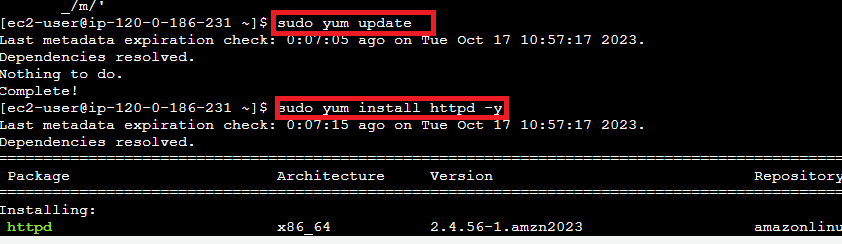 _/m/'
[ec2-user@ip-120-0-186-231 ~]$ sudo yum update
Last metadata expiration check: 0:07:05 ago on Tue Oct 17 10:57:17 2023.
Dependencies resolved.
Nothing to do.
Complete!
[ec2-user@ip-120-0-186-231 ~]$ sudo yum install httpd -y
Last metadata expiration check: 0:07:15 ago on Tue Oct 17 10:57:17 2023.
Dependencies resolved.
Package Architecture Version Repository
Installing:
httpd x86_64 2.4.56-1.amzn2023 amazonlinu